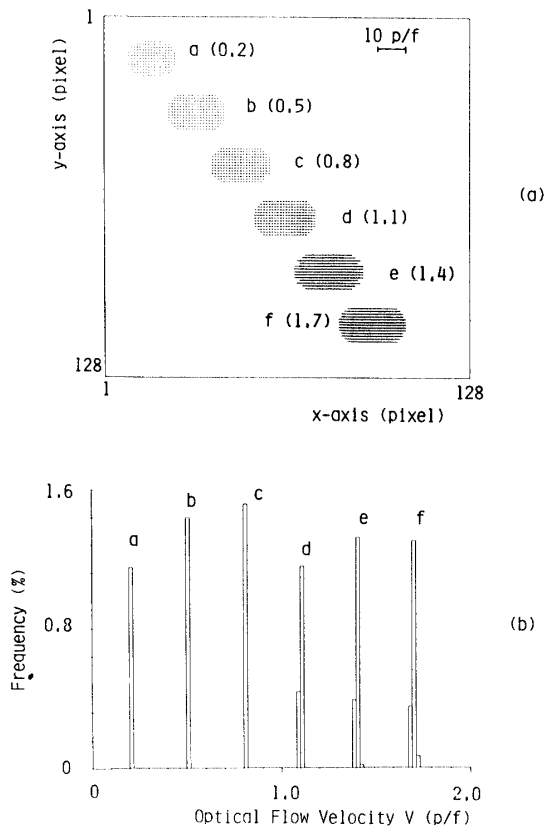 1
10 p/f
a (0,2)
b (0,5)
c (0,8)
d (1,1)
e (1,4)
f (1,7)
y-axis (pixel)
128
1
128
x-axis (pixel)
(a)
1.6
0.8
0
Frequency (%)
a
b
c
d
e
f
(b)
0
1.0
2.0
Optical Flow Velocity V (p/f)